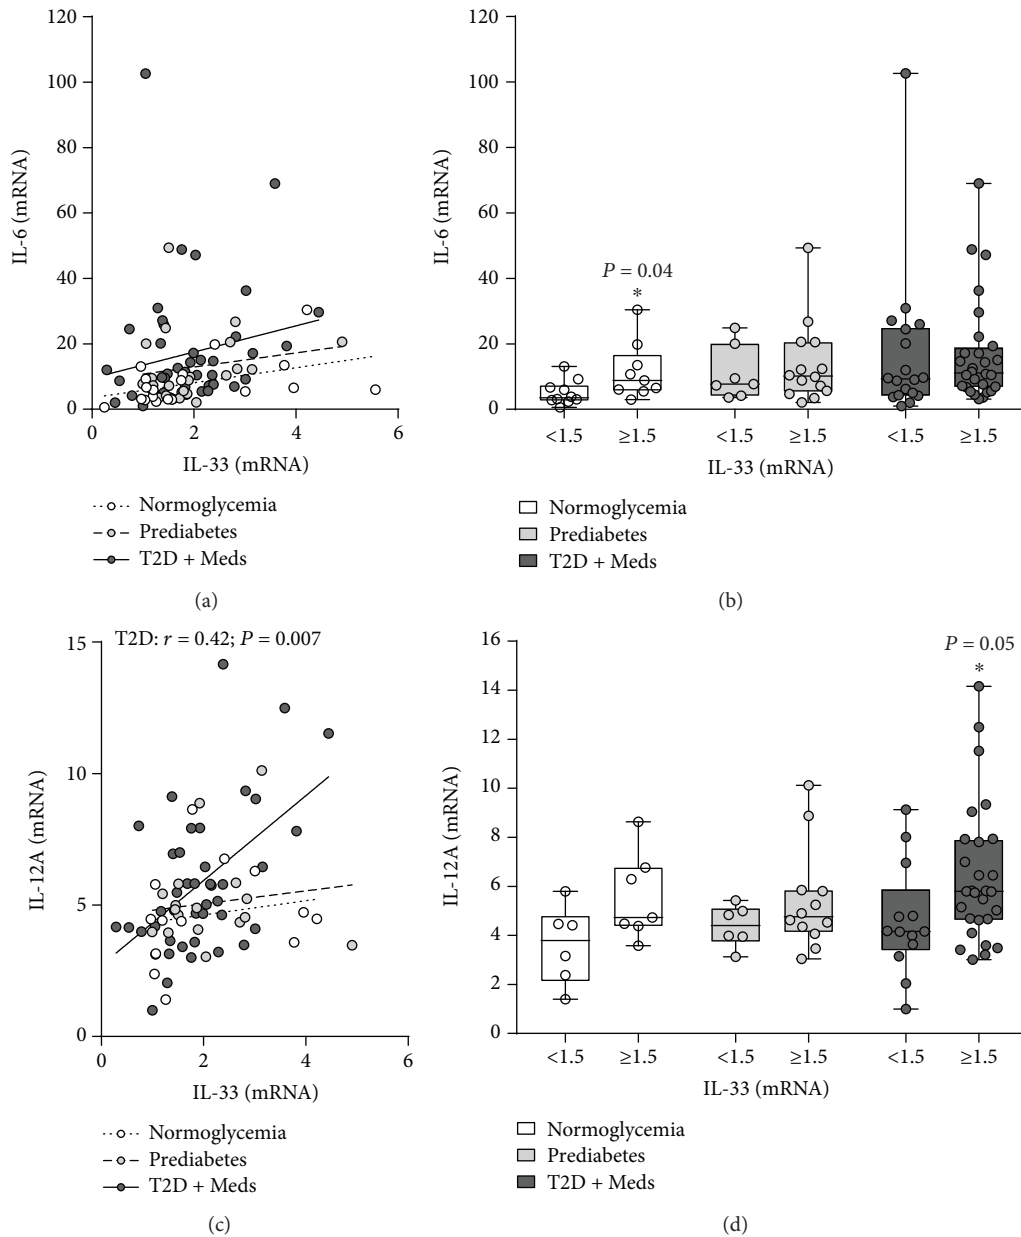 120
100
80
60
40
20
0
IL-6 (mRNA)
0 2 4 6
IL-33 (mRNA)
Normoglycemia
Prediabetes
T2D + Meds
(a)
120
100
80
60
40
20
0
IL-6 (mRNA)
P = 0.04
*
<1.5 ≥1.5 <1.5 ≥1.5 <1.5 ≥1.5
IL-33 (mRNA)
Normoglycemia
Prediabetes
T2D + Meds
(b)
T2D: r = 0.42; P = 0.007
15
10
5
0
IL-12A (mRNA)
0 2 4 6
IL-33 (mRNA)
Normoglycemia
Prediabetes
T2D + Meds
(c)
16
14
12
10
8
6
4
2
0
IL-12A (mRNA)
P = 0.05
*
<1.5 ≥1.5 <1.5 ≥1.5 <1.5 ≥1.5
IL-33 (mRNA)
Normoglycemia
Prediabetes
T2D + Meds
(d)